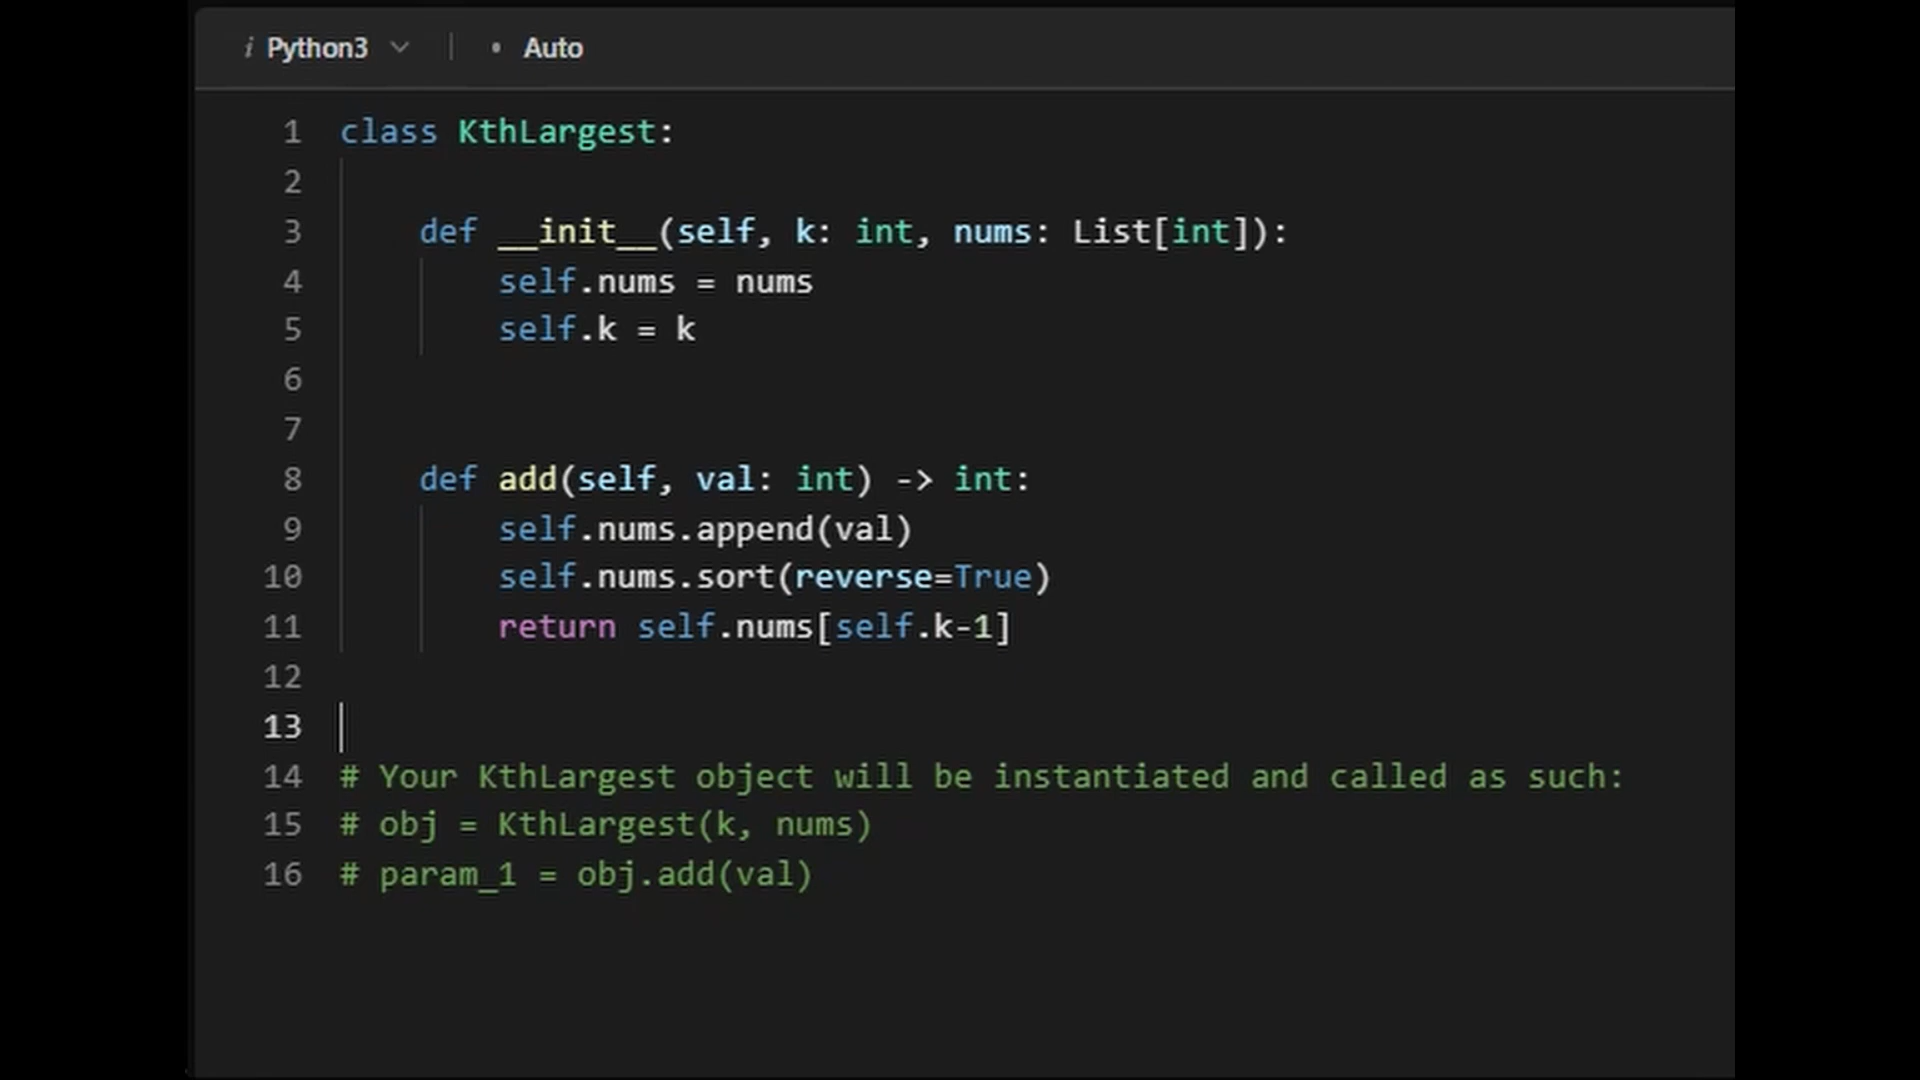 i Python3 • Auto
1 class KthLargest:
2
3     def __init__(self, k: int, nums: List[int]):
4         self.nums = nums
5         self.k = k
6
7
8     def add(self, val: int) -> int:
9         self.nums.append(val)
10         self.nums.sort(reverse=True)
11         return self.nums[self.k-1]
12
13
14 # Your KthLargest object will be instantiated and called as such:
15 # obj = KthLargest(k, nums)
16 # param_1 = obj.add(val)